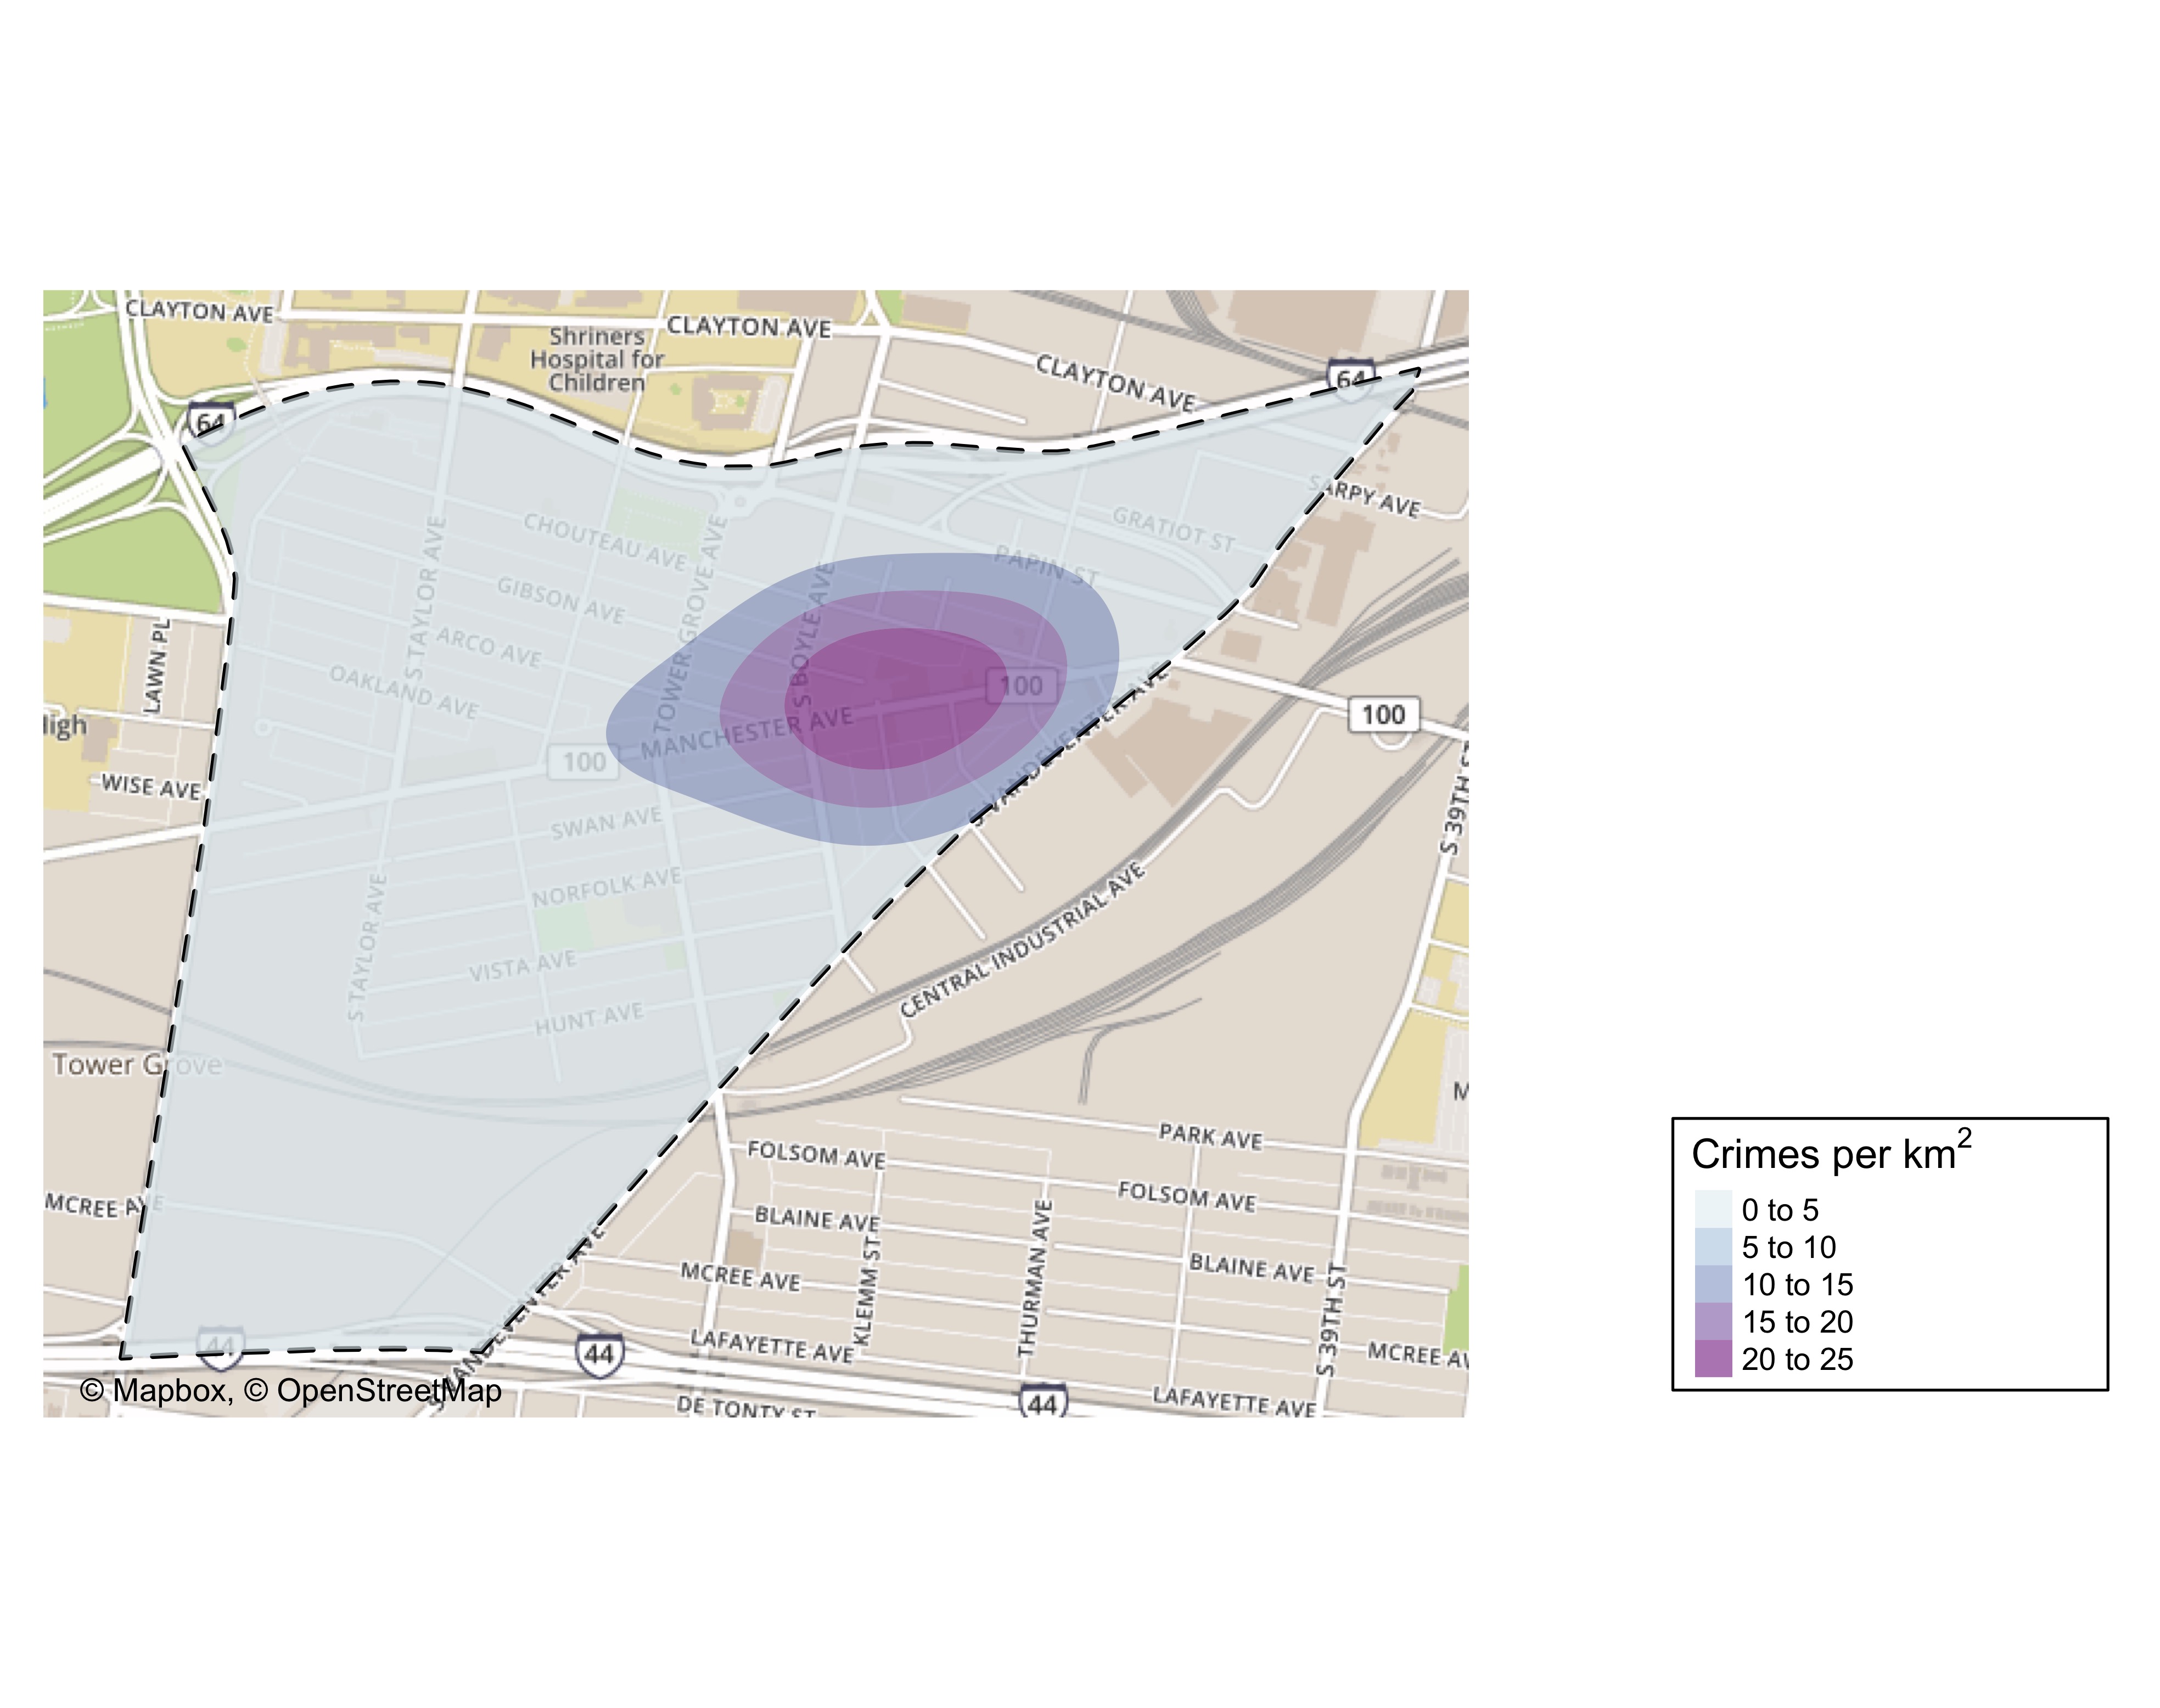 CLAYTON AVE
Shriners
Hospital for
Children
CLAYTON AVE
CLAYTON AVE
64
64
SARPY AVE
GRATIOT ST
CHOUTEAU AVE
PAPIN ST
S TAYLOR AVE
GIBSON AVE
TOWER GROVE AVE
S BOYLE AVE
ARCO AVE
LAWN PL
OAKLAND AVE
100
100
MANCHESTER AVE
100
High
S VANDEVENTER AVE
WISE AVE
SWAN AVE
S 39TH ST
NORFOLK AVE
S TAYLOR AVE
CENTRAL INDUSTRIAL AVE
VISTA AVE
HUNT AVE
Tower Grove
M
PARK AVE
FOLSOM AVE
FOLSOM AVE
MCREE AVE
BLAINE AVE
BLAINE AVE
KLEMM ST
THURMAN AVE
S 39TH ST
MCREE AVE
S VANDEVENTER AVE
44
44
LAFAYETTE AVE
MCREE AV
LAFAYETTE AVE
44
DE TONTY ST
© Mapbox, © OpenStreetMap
Crimes per km2
0 to 5
5 to 10
10 to 15
15 to 20
20 to 25